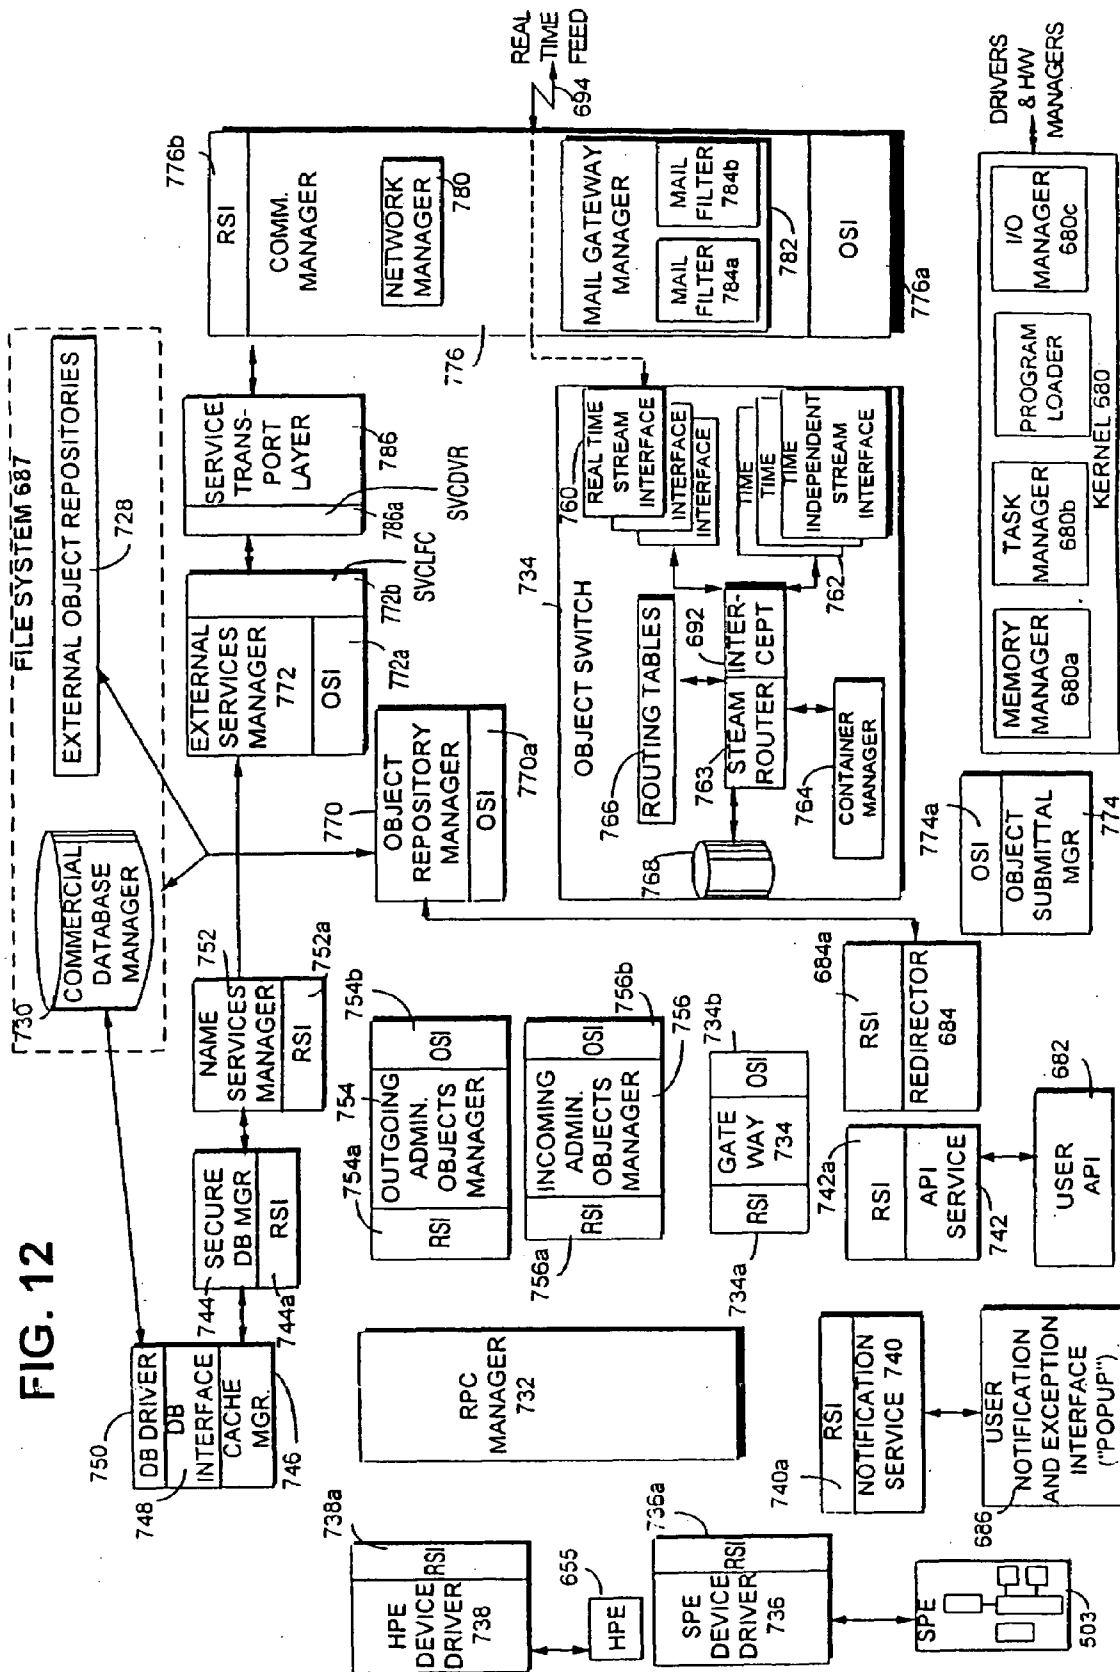 FIG. 12
FILE SYSTEM 687
730
COMMERCIAL
DATABASE
MANAGER
EXTERNAL OBJECT REPOSITORIES
728
750
DB DRIVER
748
DB
INTERFACE
CACHE
MGR.
746
744
SECURE
DB MGR
RSI
744a
NAME
SERVICES
MANAGER
752
RSI
752a
EXTERNAL
SERVICES
MANAGER
772
OSI
772a
772b
SVCLFC
SERVICE
TRANS-
PORT
LAYER
786
786a
SVCDVR
RSI
776b
COMM.
MANAGER
NETWORK
MANAGER
780
776
REAL
TIME
FEED
694
MAIL GATEWAY
MANAGER
MAIL
FILTER
784a
MAIL
FILTER
784b
782
OSI
776a
738a
HPE
DEVICE
DRIVER
738
RSI
HPE
655
736a
SPE
DEVICE
DRIVER
736
RSI
SPE
503
RPC
MANAGER
732
754a
754
754b
RSI
OUTGOING
ADMIN.
OBJECTS
MANAGER
OSI
RSI
INCOMING
ADMIN.
OBJECTS
MANAGER
OSI
756a
756
756b
RSI
GATE
WAY
734
OSI
734a
734b
770
OBJECT
REPOSITORY
MANAGER
OSI
770a
734
OBJECT SWITCH
760
REAL TIME
STREAM
INTERFACE
INTERFACE
INTERFACE
TIME
TIME
TIME
INDEPENDENT
STREAM
INTERFACE
762
766
ROUTING TABLES
692
763
STEAM
ROUTER
INTER-
CEPT
768
764
CONTAINER
MANAGER
740a
RSI
NOTIFICATION
SERVICE 740
USER
NOTIFICATION
AND EXCEPTION
INTERFACE
("POPUP")
686
742a
RSI
API
SERVICE
742
USER
API
682
684a
RSI
REDIRECTOR
684
774a
OSI
OBJECT
SUBMITTAL
MGR
774
MEMORY
MANAGER
680a
TASK
MANAGER
680b
PROGRAM
LOADER
I/O
MANAGER
680c
KERNEL 680
DRIVERS
& H/W
MANAGERS